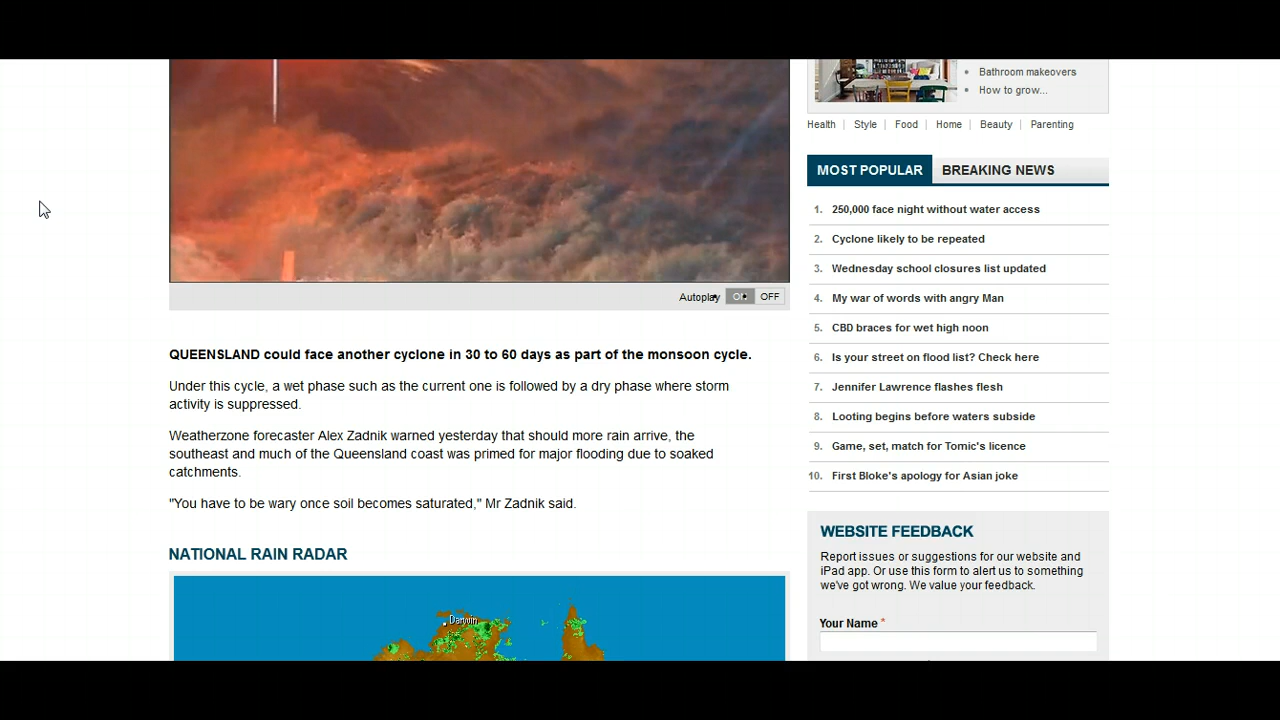 Bathroom makeovers
How to grow...
Health | Style | Food | Home | Beauty | Parenting
MOST POPULAR BREAKING NEWS
1. 250,000 face night without water access
2. Cyclone likely to be repeated
3. Wednesday school closures list updated
4. My war of words with angry Man
5. CBD braces for wet high noon
6. Is your street on flood list? Check here
7. Jennifer Lawrence flashes flesh
8. Looting begins before waters subside
9. Game, set, match for Tomic's licence
10. First Bloke's apology for Asian joke
Autoplay ON OFF
QUEENSLAND could face another cyclone in 30 to 60 days as part of the monsoon cycle.
Under this cycle, a wet phase such as the current one is followed by a dry phase where storm
activity is suppressed.
Weatherzone forecaster Alex Zadnik warned yesterday that should more rain arrive, the
southeast and much of the Queensland coast was primed for major flooding due to soaked
catchments.
"You have to be wary once soil becomes saturated," Mr Zadnik said.
NATIONAL RAIN RADAR
Darwin
WEBSITE FEEDBACK
Report issues or suggestions for our website and
iPad app. Or use this form to alert us to something
we've got wrong. We value your feedback.
Your Name *